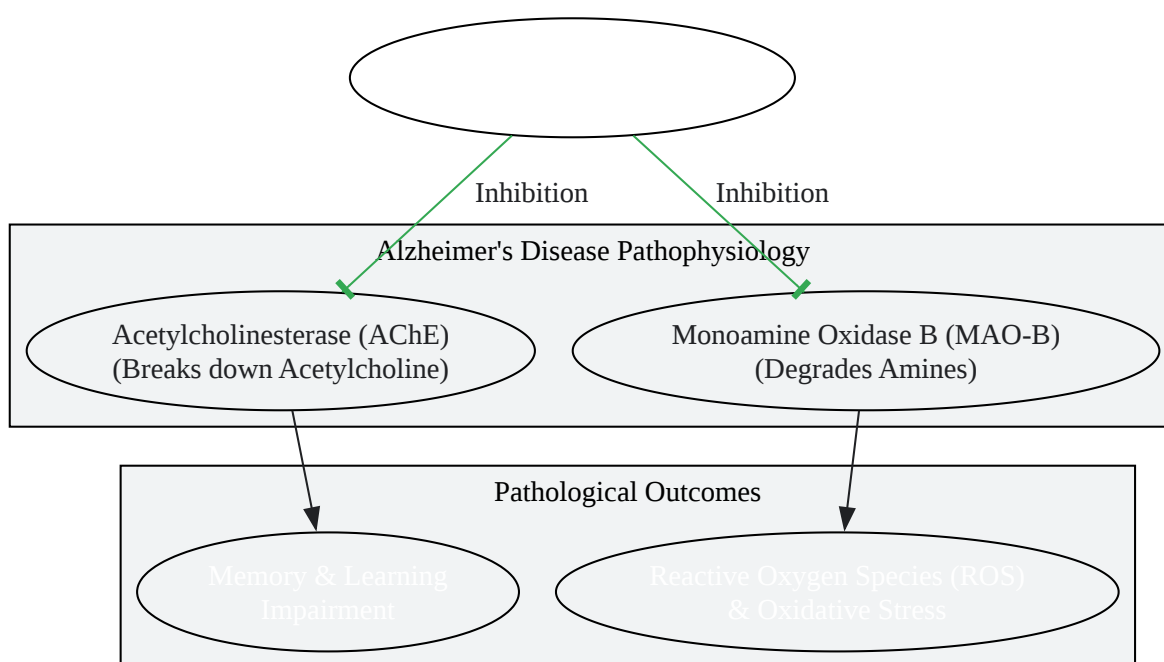 Inhibition
Inhibition
Alzheimer's Disease Pathophysiology
Acetylcholinesterase (AChE)
(Breaks down Acetylcholine)
Monoamine Oxidase B (MAO-B)
(Degrades Amines)
Pathological Outcomes
Memory & Learning
Impairment
Reactive Oxygen Species (ROS)
& Oxidative Stress